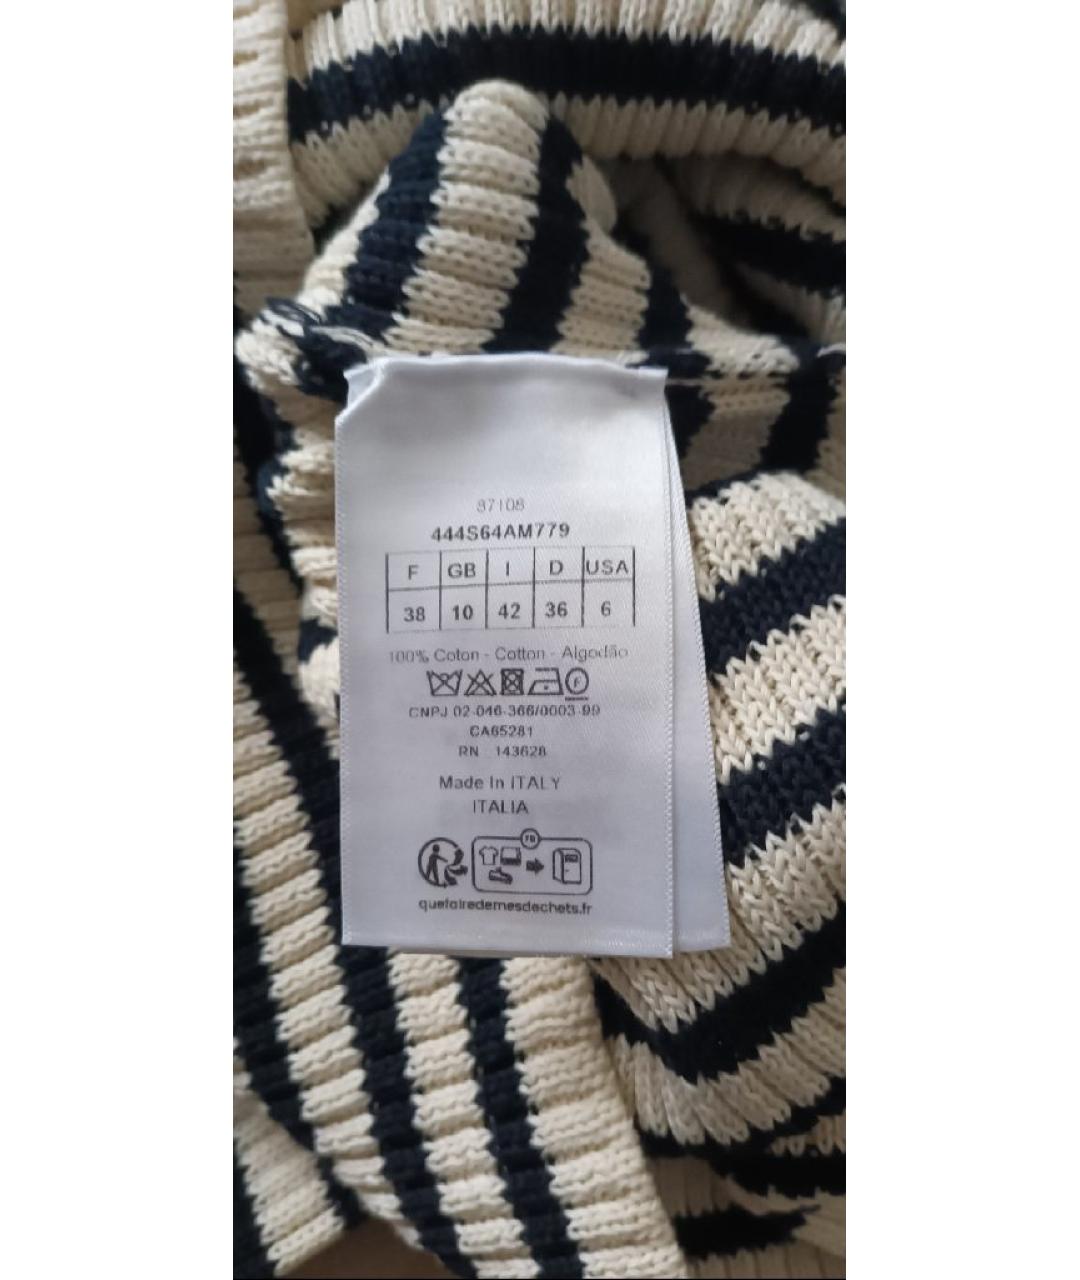 37108
444S64AM779
F GB I D USA
38 10 42 36 6
100% Coton - Cotton - Algodão
F
CNPJ 02-046-366/0003-99
CA65281
RN 143628
Made In ITALY
ITALIA
quefairedemesdechets.fr